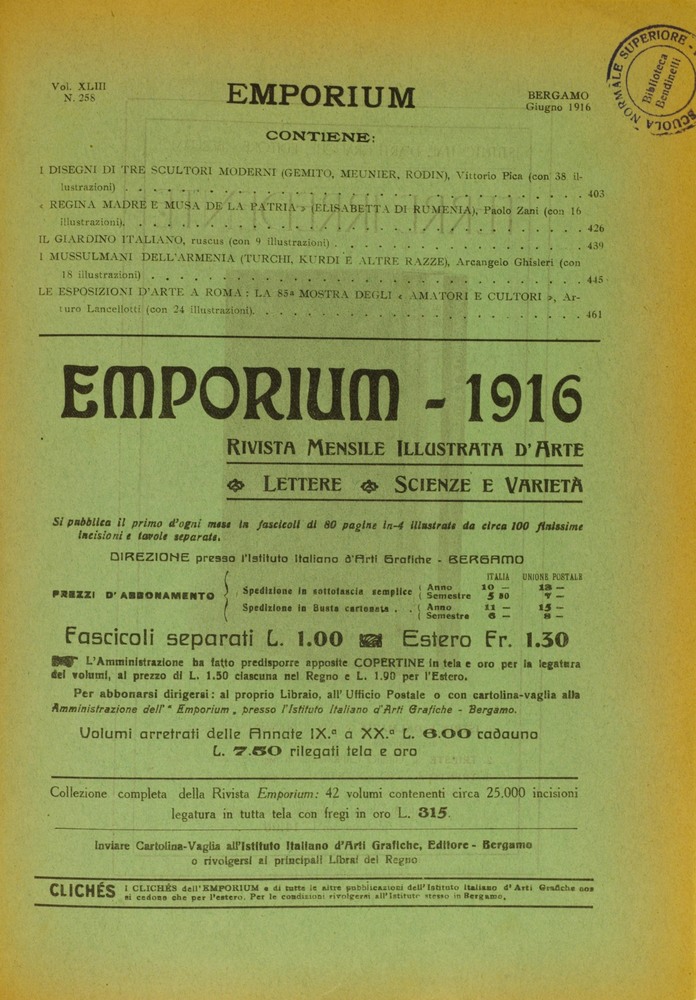 Vol. XLIII
N. 258
EMPORIUM
BERGAMO
Giugno 1916
SCUOLA NORMALE SUPERIORE
Biblioteca
Bendinelli
CONTIENE:
I DISEGNI DI TRE SCULTORI MODERNI (GEMITO, MEUNIER, RODIN), Vittorio Pica (con 38 il-
lustrazioni) . . . . . . . . . . . . . . . . . . . . 403
« REGINA MADRE E MUSA DE LA PATRIA » (ELISABETTA DI RUMENIA), Paolo Zani (con 16
illustrazioni). . . . . . . . . . . . . . . . . . . . 426
IL GIARDINO ITALIANO, ruscus (con 9 illustrazioni) . . . . . . . . . . . 439
I MUSSULMANI DELL'ARMENIA (TURCHI, KURDI E ALTRE RAZZE), Arcangelo Ghisleri (con
18 illustrazioni) . . . . . . . . . . . . . . . . . . . 445
LE ESPOSIZIONI D'ARTE A ROMA: LA 85ª MOSTRA DEGLI « AMATORI E CULTORI », Ar-
turo Lancellotti (con 24 illustrazioni). . . . . . . . . . . . . . 461
EMPORIUM - 1916
RIVISTA MENSILE ILLUSTRATA D'ARTE
LETTERE SCIENZE E VARIETÀ
Si pubblica il primo d'ogni mese in fascicoli di 80 pagine in-4 illustrate da circa 100 finissime
incisioni e tavole separate.
DIREZIONE presso l'Istituto Italiano d'Arti Grafiche - BERGAMO
ITALIA UNIONE POSTALE
PREZZI D'ABBONAMENTO
Spedizione in sottofascia semplice
Anno 10 — 13 —
Semestre 5 50 7 —
Spedizione in Busta cartonata . .
Anno 11 — 15 —
Semestre 6 — 8 —
Fascicoli separati L. 1.00 Estero Fr. 1.30
L'Amministrazione ha fatto predisporre apposite COPERTINE in tela e oro per la legatura
dei volumi, al prezzo di L. 1.50 ciascuna nel Regno e L. 1.90 per l'Estero.
Per abbonarsi dirigersi: al proprio Libraio, all'Ufficio Postale o con cartolina-vaglia alla
Amministrazione dell' " Emporium „ presso l'Istituto Italiano d'Arti Grafiche - Bergamo.
Volumi arretrati delle Annate IX.a a XX.a L. 6.00 cadauno
L. 7.50 rilegati tela e oro
Collezione completa della Rivista Emporium: 42 volumi contenenti circa 25.000 incisioni
legatura in tutta tela con fregi in oro L. 315.
Inviare Cartolina-Vaglia all'Istituto Italiano d'Arti Grafiche, Editore - Bergamo
o rivolgersi ai principali Librai del Regno
CLICHÉS
I CLICHÉS dell'EMPORIUM e di tutte le altre pubblicazioni dell'Istituto Italiano d'Arti Grafiche non
si cedono che per l'estero. Per le condizioni rivolgersi all'Istituto stesso in Bergamo,